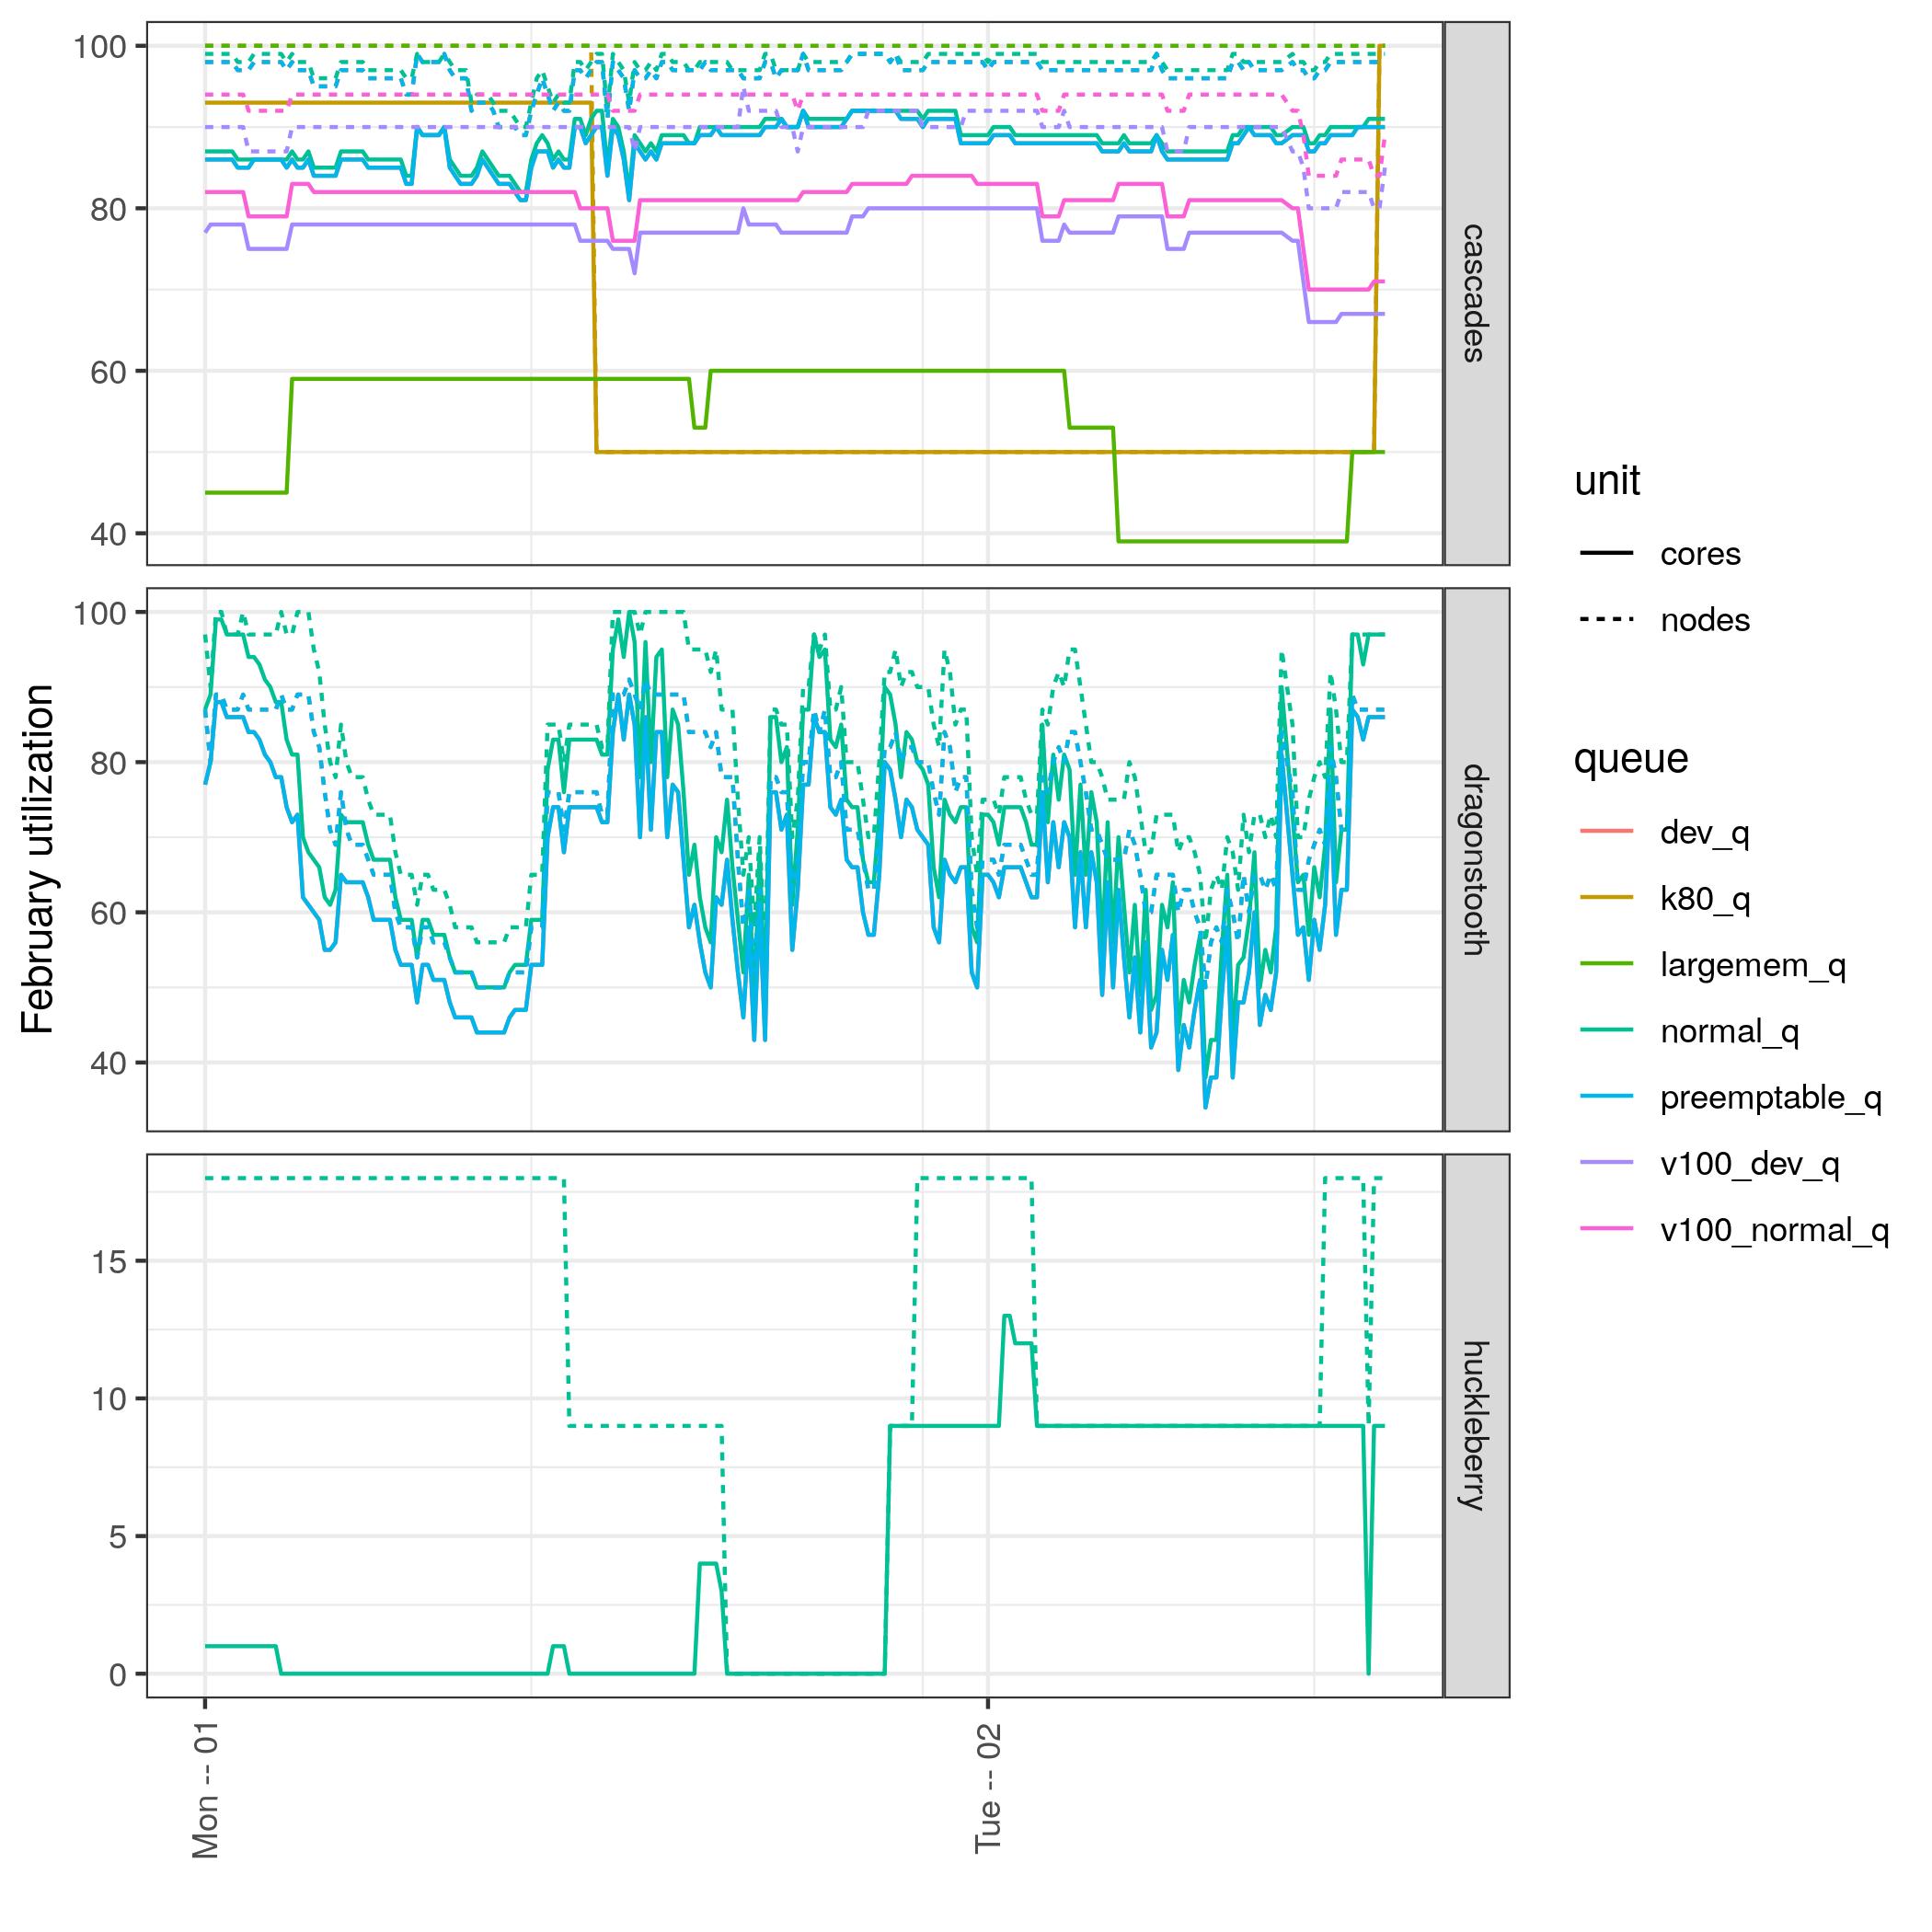 February utilization
100
80
60
40
cascades
100
80
60
40
dragonstooth
15
10
5
0
huckleberry
Mon -- 01
Tue -- 02
unit
cores
nodes
queue
dev_q
k80_q
largemem_q
normal_q
preemptable_q
v100_dev_q
v100_normal_q